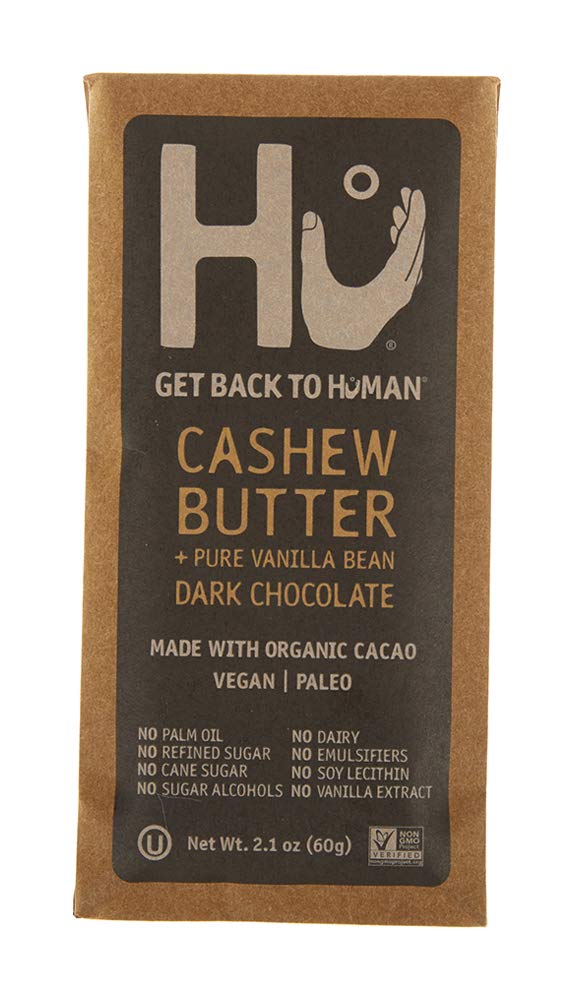 Hu®
GET BACK TO HUMAN®
CASHEW
BUTTER
+ PURE VANILLA BEAN
DARK CHOCOLATE
MADE WITH ORGANIC CACAO
VEGAN | PALEO
NO PALM OIL
NO REFINED SUGAR
NO CANE SUGAR
NO SUGAR ALCOHOLS
NO DAIRY
NO EMULSIFIERS
NO SOY LECITHIN
NO VANILLA EXTRACT
U
Net Wt. 2.1 oz (60g)
NON
GMO
Project
VERIFIED
nongmoproject.org